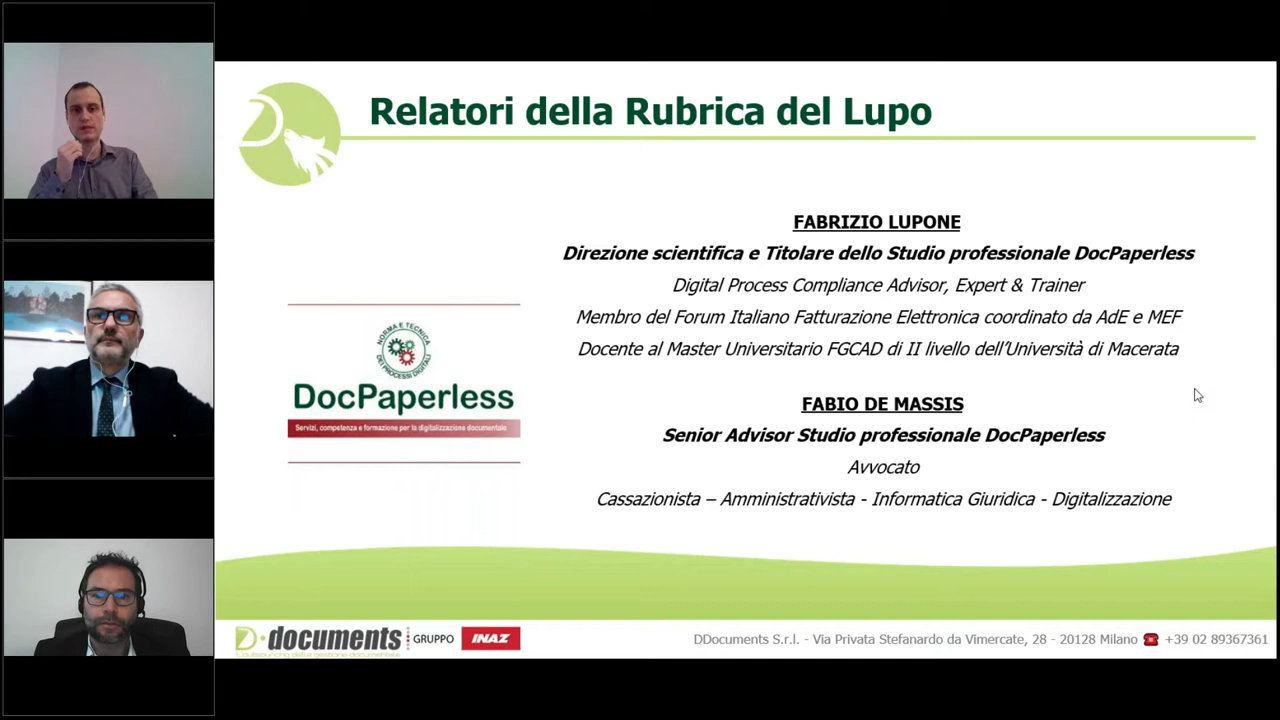 Relatori della Rubrica del Lupo
FABRIZIO LUPONE
Direzione scientifica e Titolare dello Studio professionale DocPaperless
Digital Process Compliance Advisor, Expert & Trainer
Membro del Forum Italiano Fatturazione Elettronica coordinato da AdE e MEF
Docente al Master Universitario FGCAD di II livello dell'Università di Macerata
NORMA E TECNICA
DEI PROCESSI DIGITALI
DocPaperless
Servizi, competenza e formazione per la digitalizzazione documentale
FABIO DE MASSIS
Senior Advisor Studio professionale DocPaperless
Avvocato
Cassazionista – Amministrativista - Informatica Giuridica - Digitalizzazione
D·documents GRUPPO INAZ
L'outsourcing della gestione documentale
DDocuments S.r.l. - Via Privata Stefanardo da Vimercate, 28 - 20128 Milano ☎ +39 02 89367361